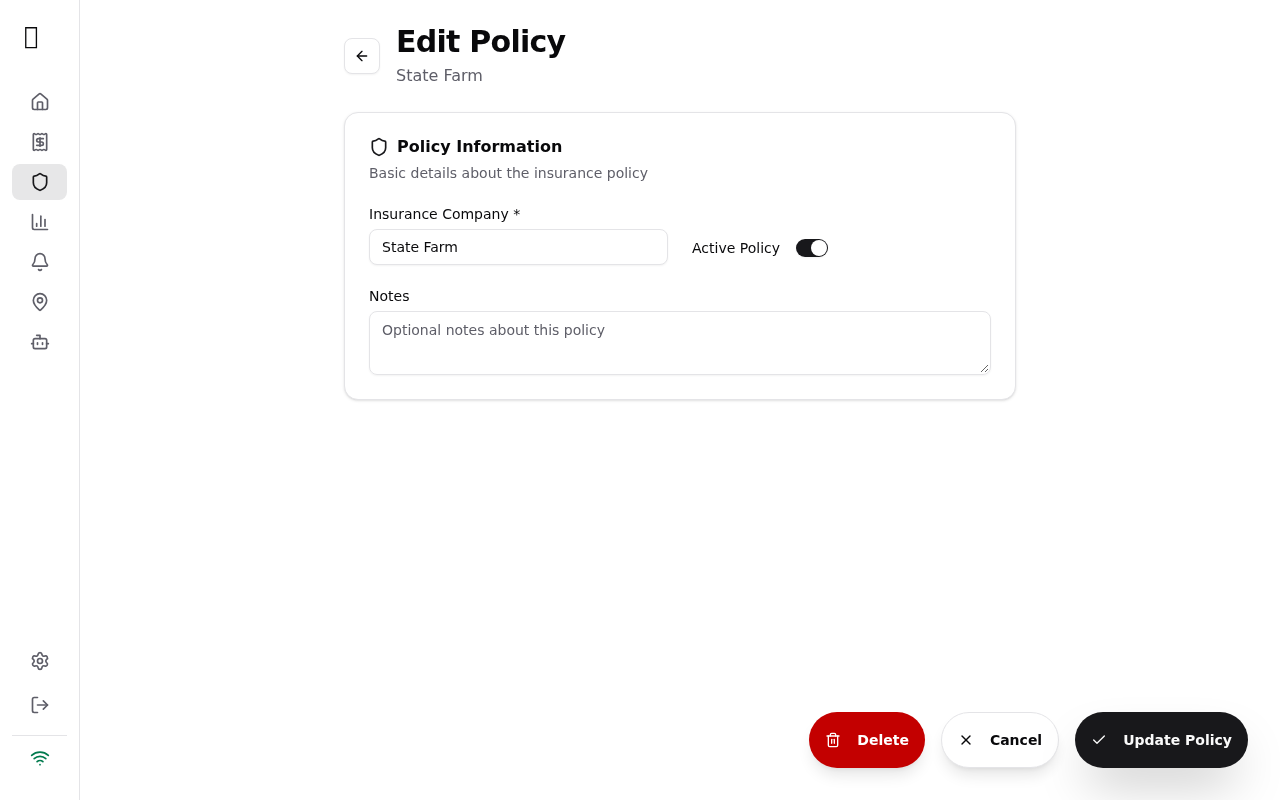 Edit Policy
State Farm
Policy Information
Basic details about the insurance policy
Insurance Company *
State Farm
Active Policy
Notes
Optional notes about this policy
Delete
Cancel
Update Policy